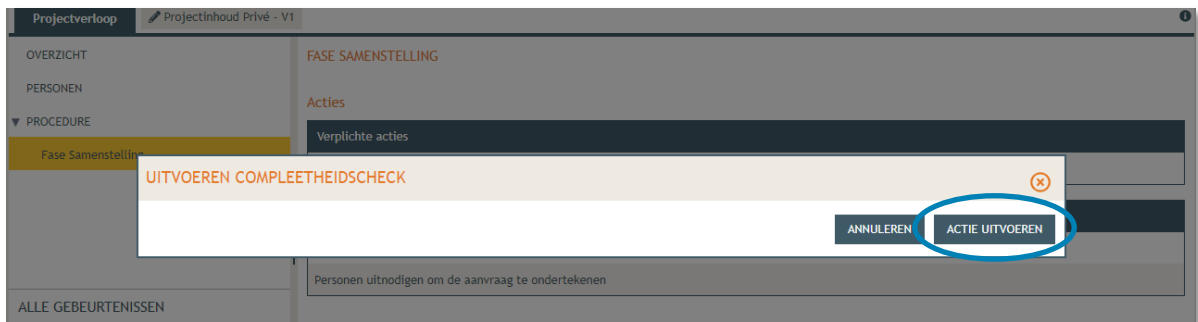 Projectverloop
Projectinhoud Privé - V1
OVERZICHT
PERSONEN
PROCEDURE
Fase Samenstelling
ALLE GEBEURTENISSEN
FASE SAMENSTELLING
Acties
Verplichte acties
UITVOEREN COMPLEETHEIDSCHECK
ANNULEREN
ACTIE UITVOEREN
Personen uitnodigen om de aanvraag te ondertekenen